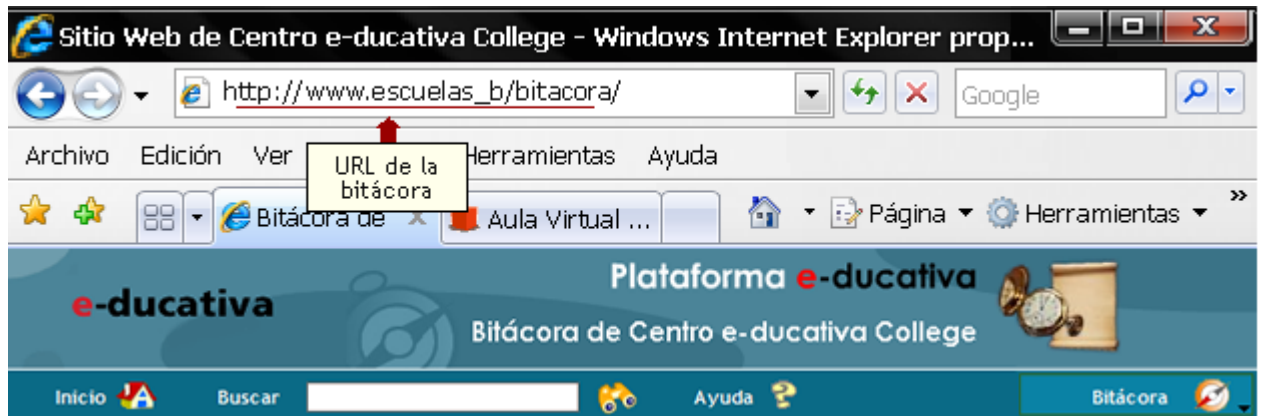 Sitio Web de Centro e-ducativa College - Windows Internet Explorer prop...
http://www.escuelas_b/bitacora/
Google
Archivo Edición Ver Herramientas Ayuda
URL de la
bitácora
Bitácora de
Aula Virtual ...
Página
Herramientas
»
e-ducativa
Plataforma e-ducativa
Bitácora de Centro e-ducativa College
Inicio Buscar Ayuda Bitácora